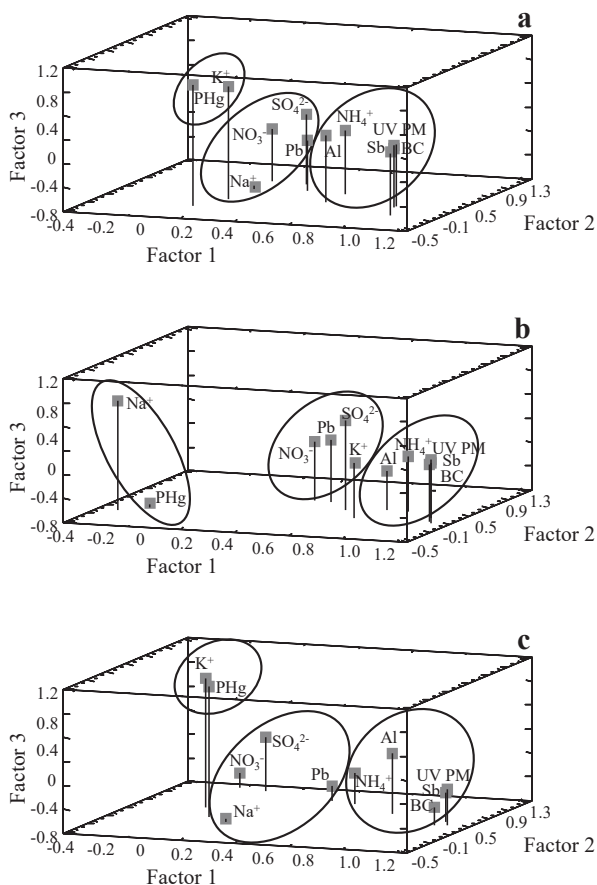 a
1.2
0.8
0.4
0
-0.4
-0.8
Factor 3
-0.4 -0.1 0 0.2 0.4 0.6 0.8 1.0 1.2
Factor 1
-0.5 -0.1 0.5 0.9 1.3
Factor 2
K⁺
PHg
SO₄²⁻
NO₃⁻
Pb
Na⁺
NH₄⁺
Al
UV PM
Sb BC
b
1.2
0.8
0.4
0
-0.4
-0.8
Factor 3
-0.4 -0.1 0 0.2 0.4 0.6 0.8 1.0 1.2
Factor 1
-0.5 -0.1 0.5 0.9 1.3
Factor 2
Na⁺
PHg
SO₄²⁻
Pb
NO₃⁻
K⁺
NH₄⁺ UV PM
Al Sb
BC
c
1.2
0.8
0.4
0
-0.4
-0.8
Factor 3
-0.4 -0.1 0 0.2 0.4 0.6 0.8 1.0 1.2
Factor 1
-0.5 -0.1 0.5 0.9 1.3
Factor 2
K⁺
PHg
SO₄²⁻
NO₃⁻
Pb
Na⁺
Al
NH₄⁺
UV PM
Sb
BC